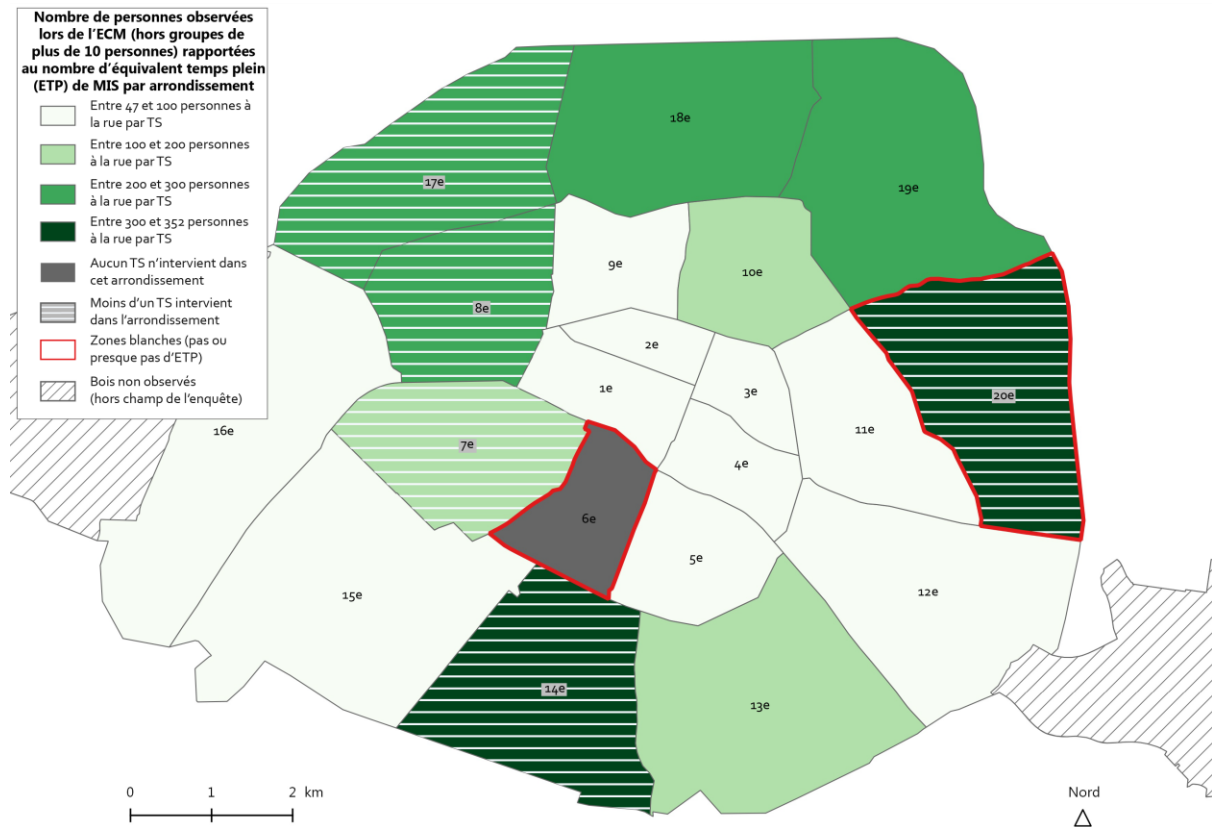 Nombre de personnes observées
lors de l'ECM (hors groupes de
plus de 10 personnes) rapportées
au nombre d'équivalent temps plein
(ETP) de MIS par arrondissement
Entre 47 et 100 personnes à
la rue par TS
Entre 100 et 200 personnes
à la rue par TS
Entre 200 et 300 personnes
à la rue par TS
Entre 300 et 352 personnes
à la rue par TS
Aucun TS n'intervient dans
cet arrondissement
Moins d'un TS intervient
dans l'arrondissement
Zones blanches (pas ou
presque pas d'ETP)
Bois non observés
(hors champ de l'enquête)
18e
17e
19e
9e
10e
8e
2e
1e
3e
20e
16e
7e
11e
4e
6e
5e
15e
12e
14e
13e
0 1 2 km
Nord